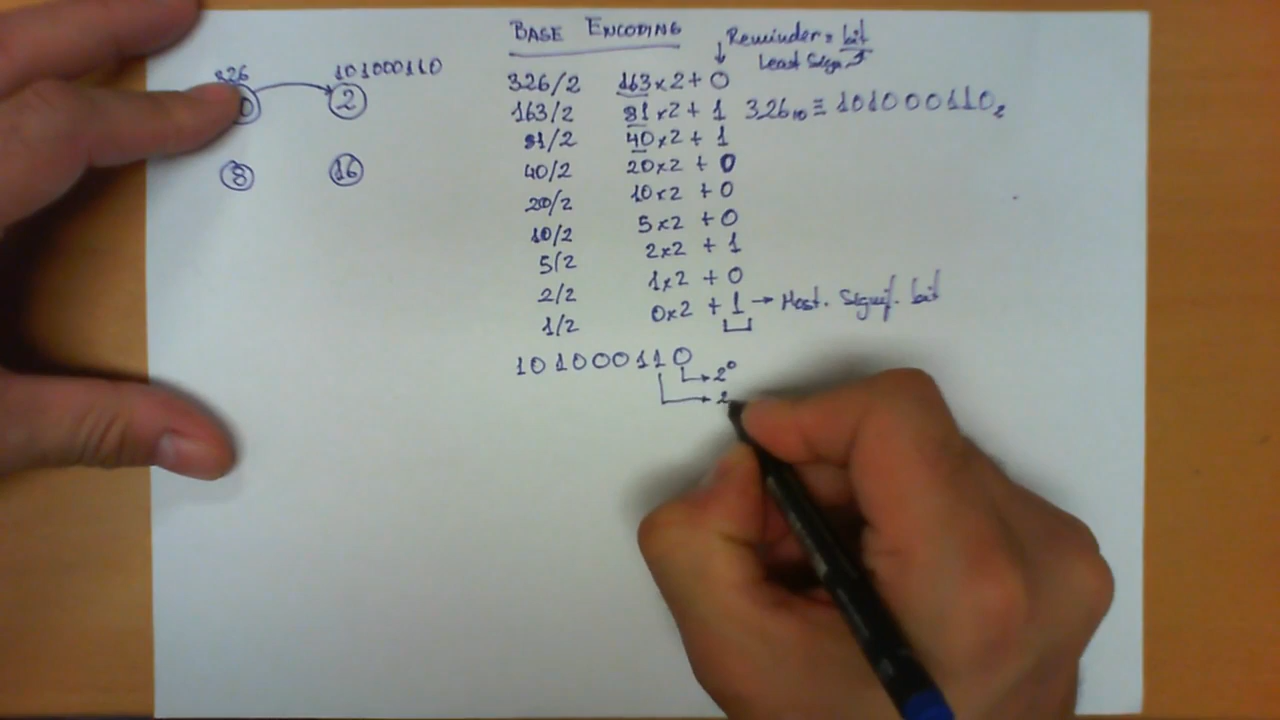 BASE ENCODING
Reminder = bit
Least Sign.
326
101000110
2
8
16
326/2 163x2 + 0
163/2 81x2 + 1 326₁₀ ≡ 101000110₂
81/2 40x2 + 1
40/2 20x2 + 0
20/2 10x2 + 0
10/2 5x2 + 0
5/2 2x2 + 1
2/2 1x2 + 0
1/2 0x2 + 1 → Most. Signif. bit
101000110
2⁰
2